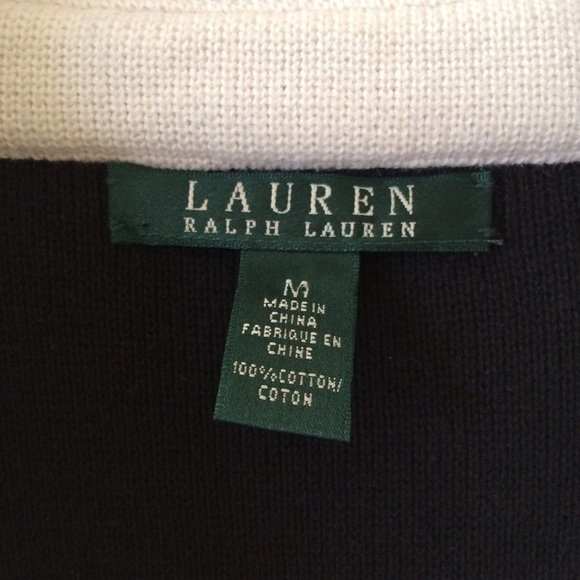 LAUREN
RALPH LAUREN
M
MADE IN
CHINA
FABRIQUE EN
CHINE
100%COTTON/
COTON